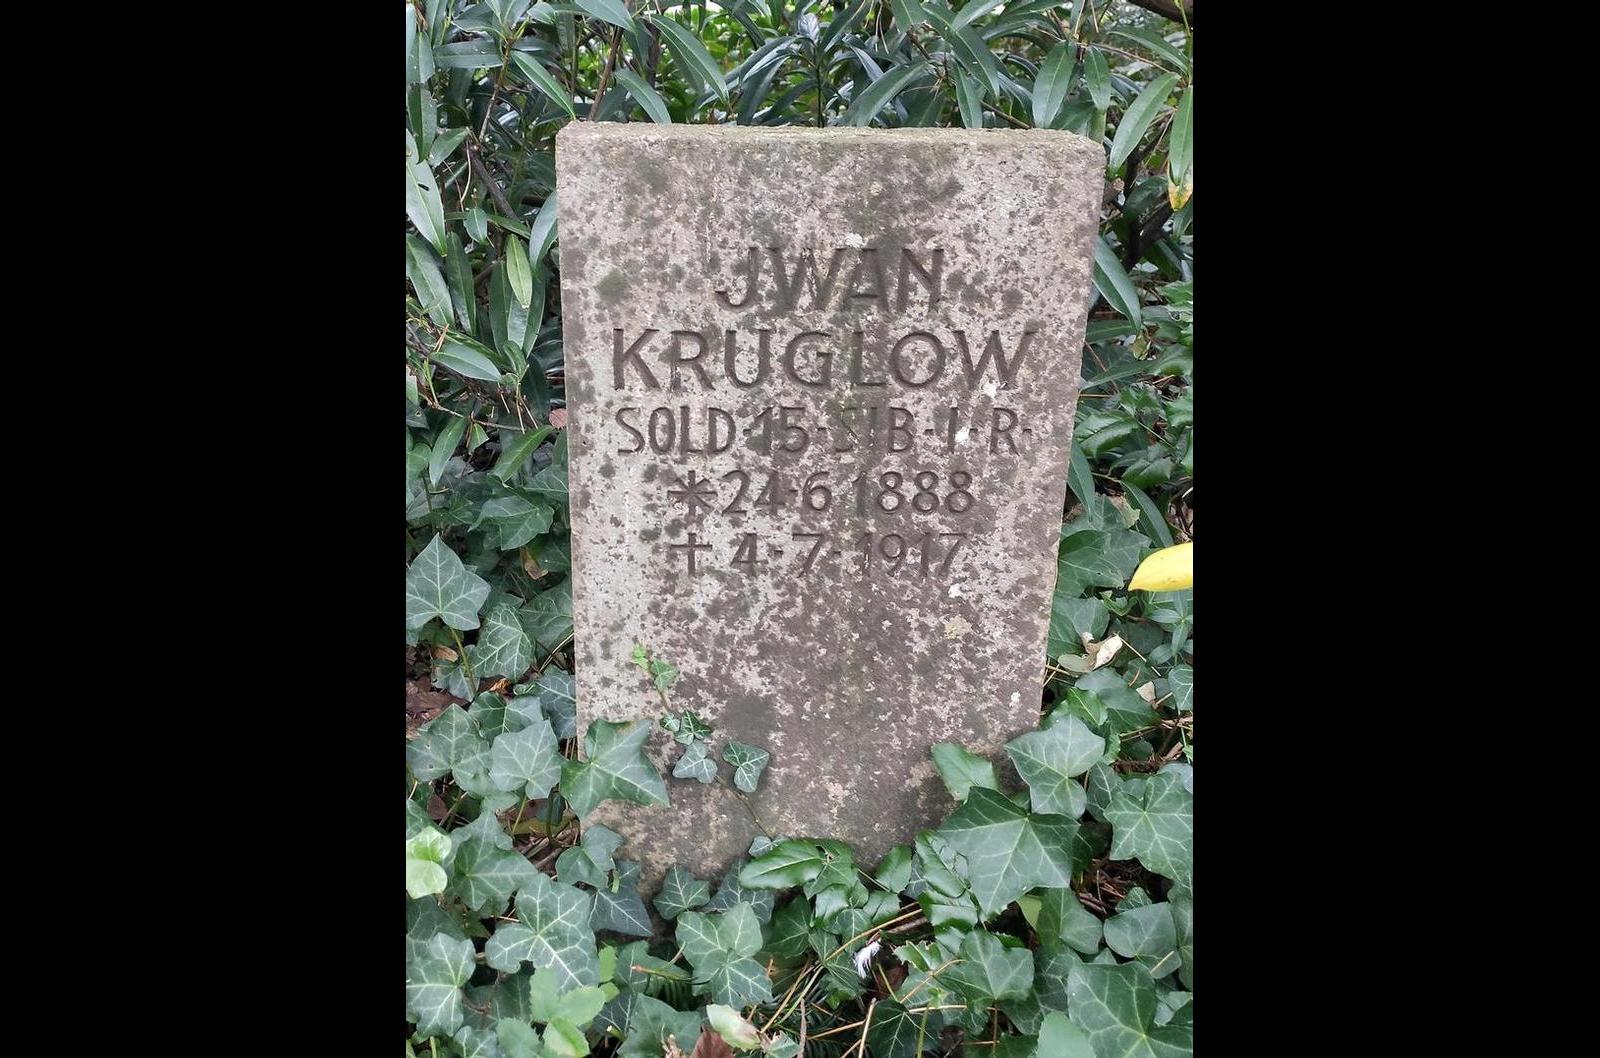 JWAN
KRUGLOW
SOLD·15·SIB·I·R·
*24·6·1888
†4·7·1917